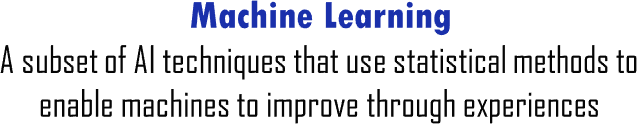 Machine Learning
A subset of AI techniques that use statistical methods to
enable machines to improve through experiences